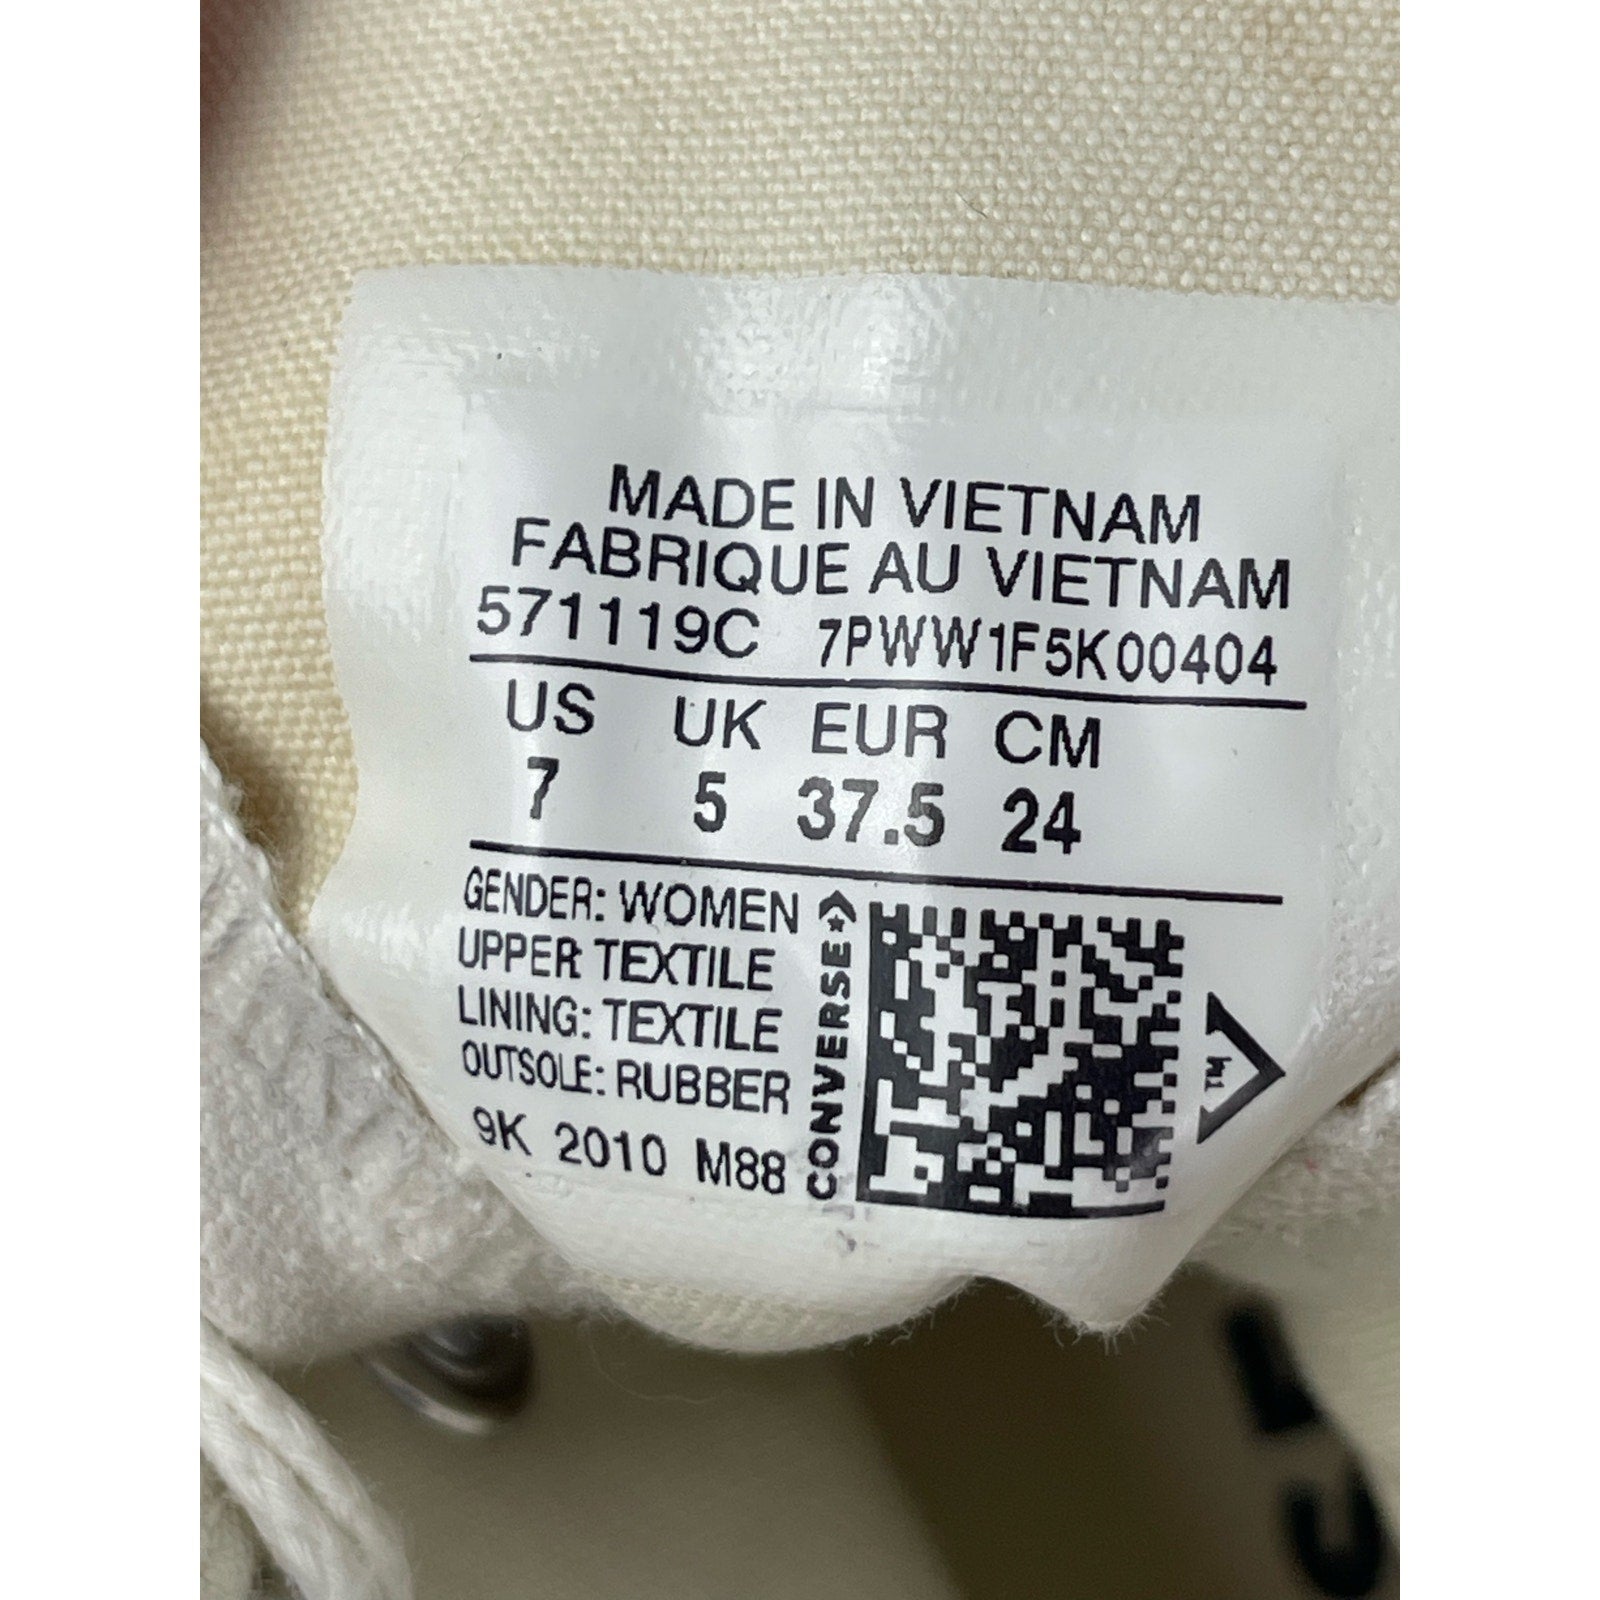 MADE IN VIETNAM
FABRIQUE AU VIETNAM
571119C 7PWW1F5K00404
US UK EUR CM
7 5 37.5 24
GENDER: WOMEN
UPPER: TEXTILE
LINING: TEXTILE
OUTSOLE: RUBBER
9K 2010 M88
CONVERSE
TM